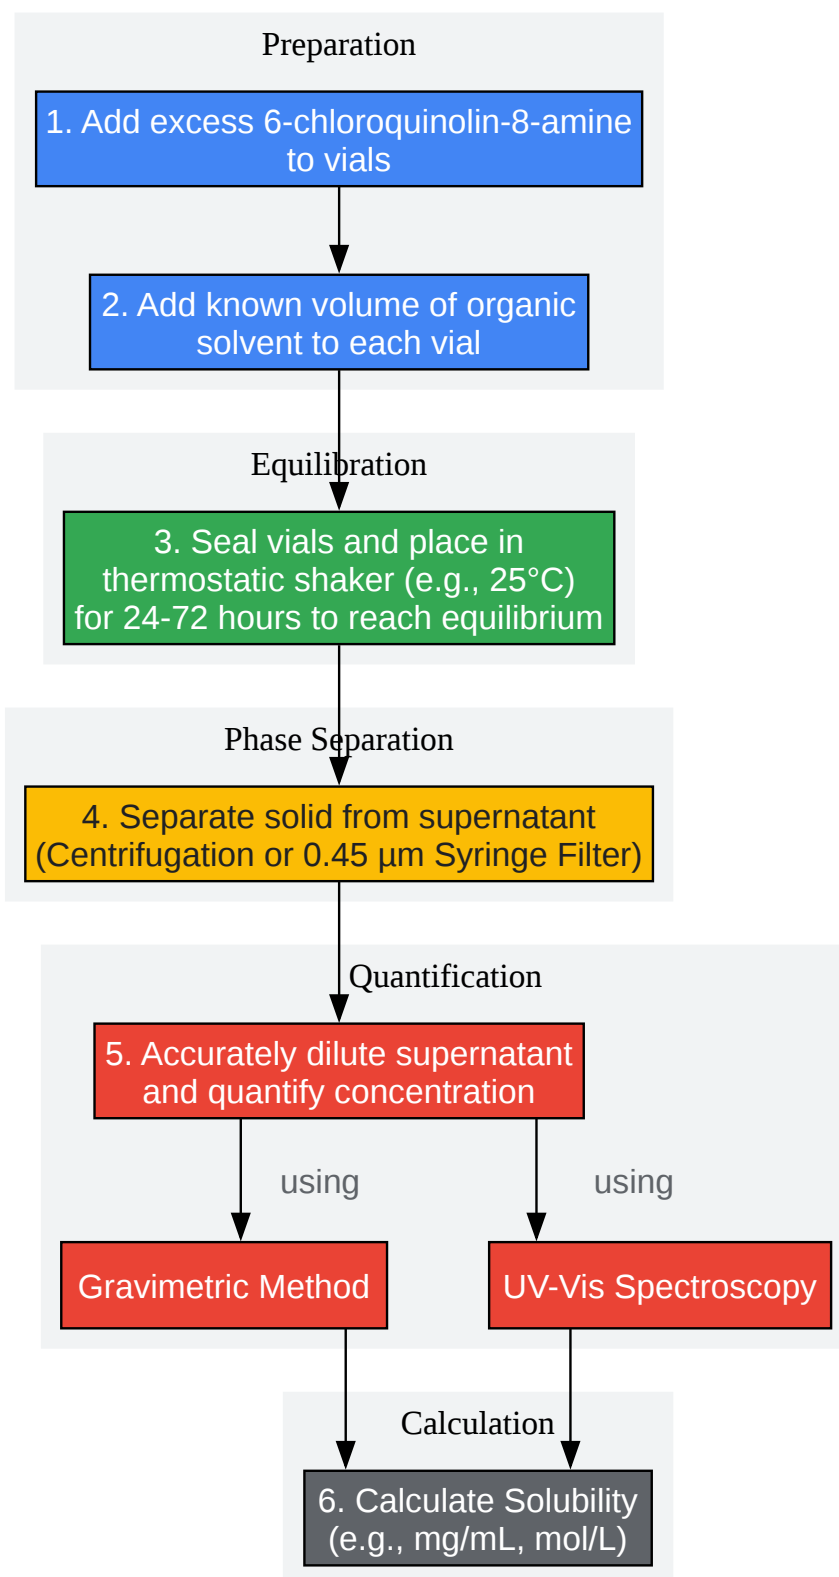 Preparation
1. Add excess 6-chloroquinolin-8-amine
to vials
2. Add known volume of organic
solvent to each vial
Equilibration
3. Seal vials and place in
thermostatic shaker (e.g., 25°C)
for 24-72 hours to reach equilibrium
Phase Separation
4. Separate solid from supernatant
(Centrifugation or 0.45 µm Syringe Filter)
Quantification
5. Accurately dilute supernatant
and quantify concentration
using
using
Gravimetric Method
UV-Vis Spectroscopy
Calculation
6. Calculate Solubility
(e.g., mg/mL, mol/L)